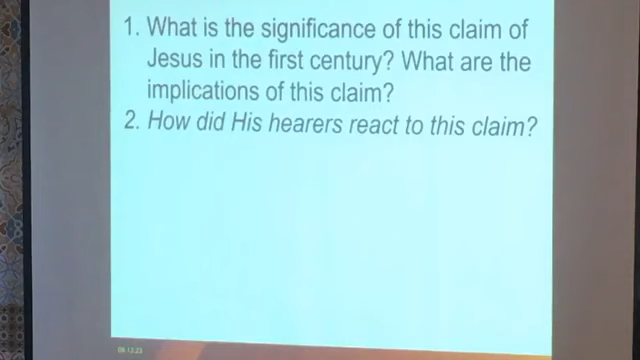 1. What is the significance of this claim of
Jesus in the first century? What are the
implications of this claim?
2. How did His hearers react to this claim?